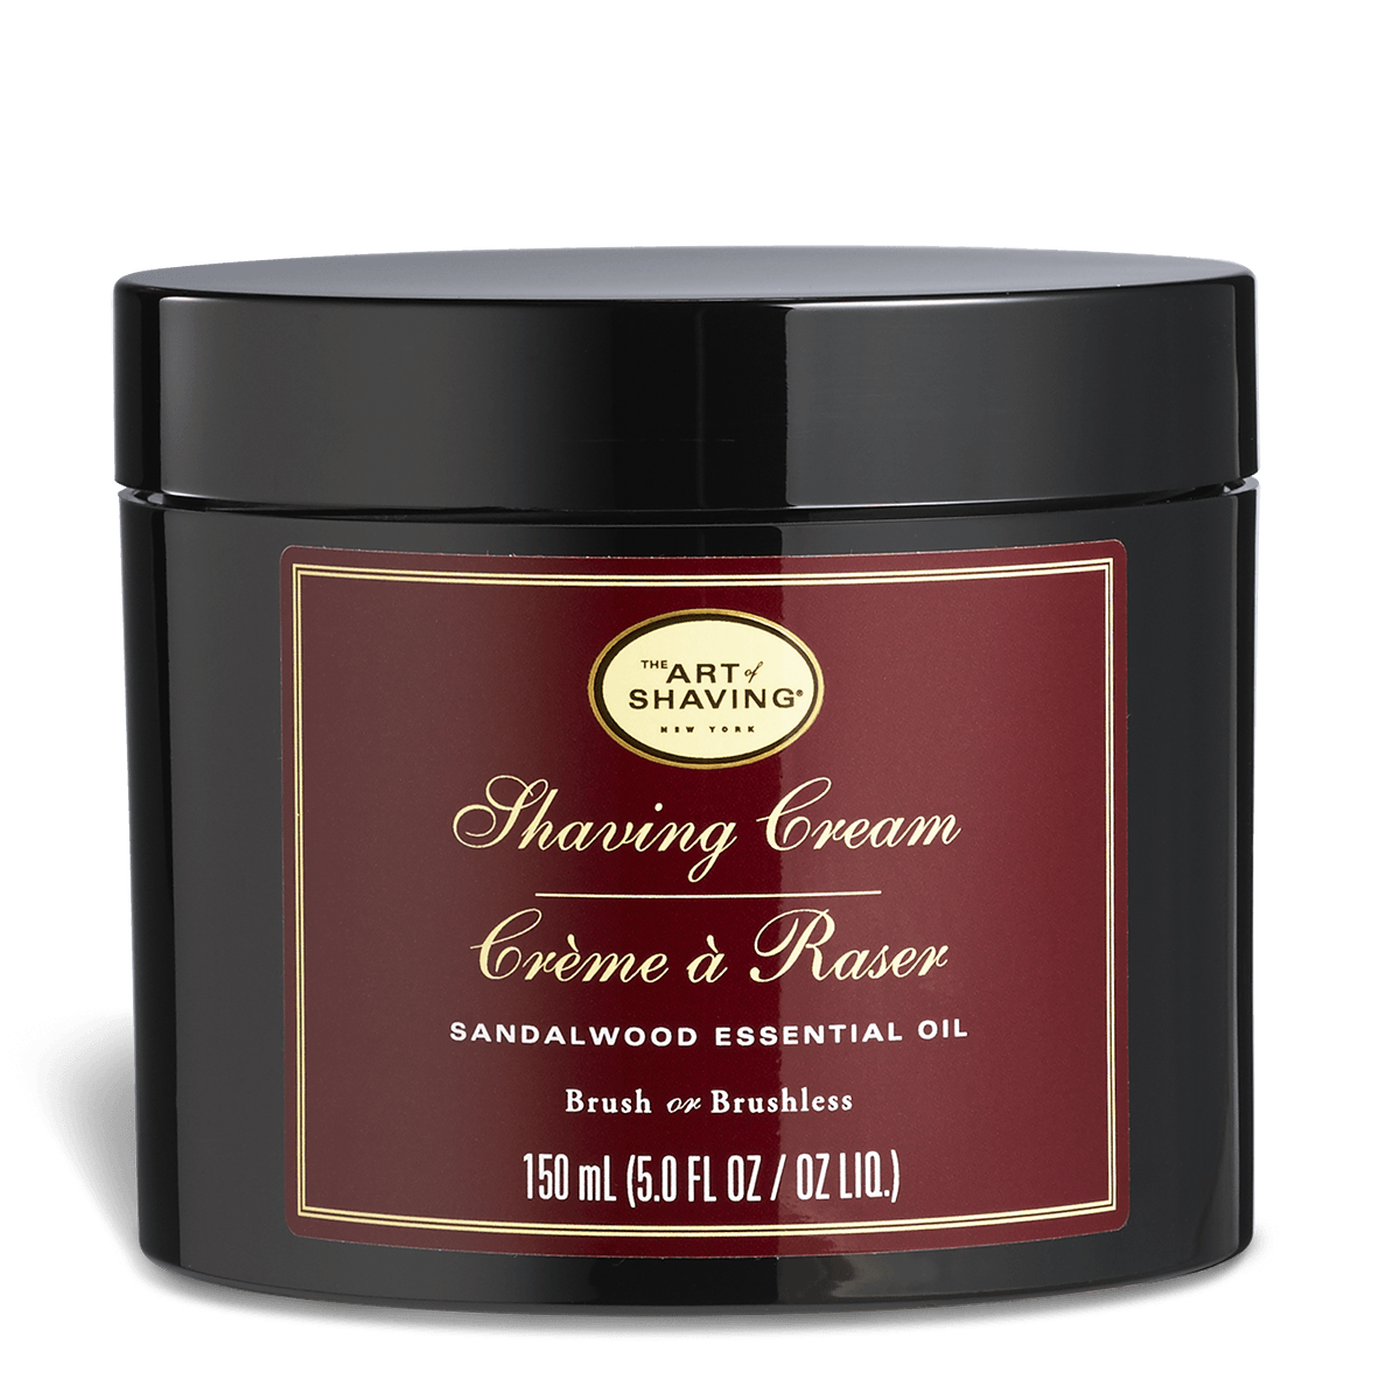 THE ART of
SHAVING®
NEW YORK
Shaving Cream
Crème à Raser
SANDALWOOD ESSENTIAL OIL
Brush or Brushless
150 mL (5.0 FL OZ / OZ LIQ.)